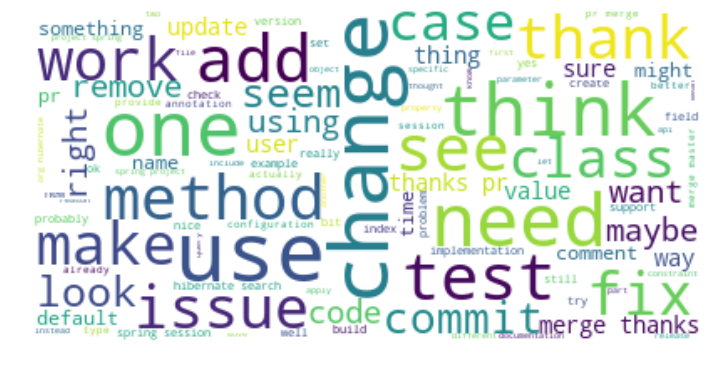 something
two
update
version
case
thank
pr merge
work
add
file
set
thing
yes
first
project spring
object
specific
sure
might
remove
check
seem
thought
know
create
better
pr
provide
annotation
using
change
property
parameter
think
field
one
user
session
see
class
api
right
org hibernate
name
include
example
really
let
merge master
ok
spring project
actually
thanks pr
value
want
method
need
support
probably
nice
configuration
bit
index
time
problem
maybe
make
use
implementation
comment
way
already
test
still
constraint
look
issue
hibernate search
apply
try
part
fix
default
code
commit
merge thanks
instead
type
spring session
well
build
different
documentation
release